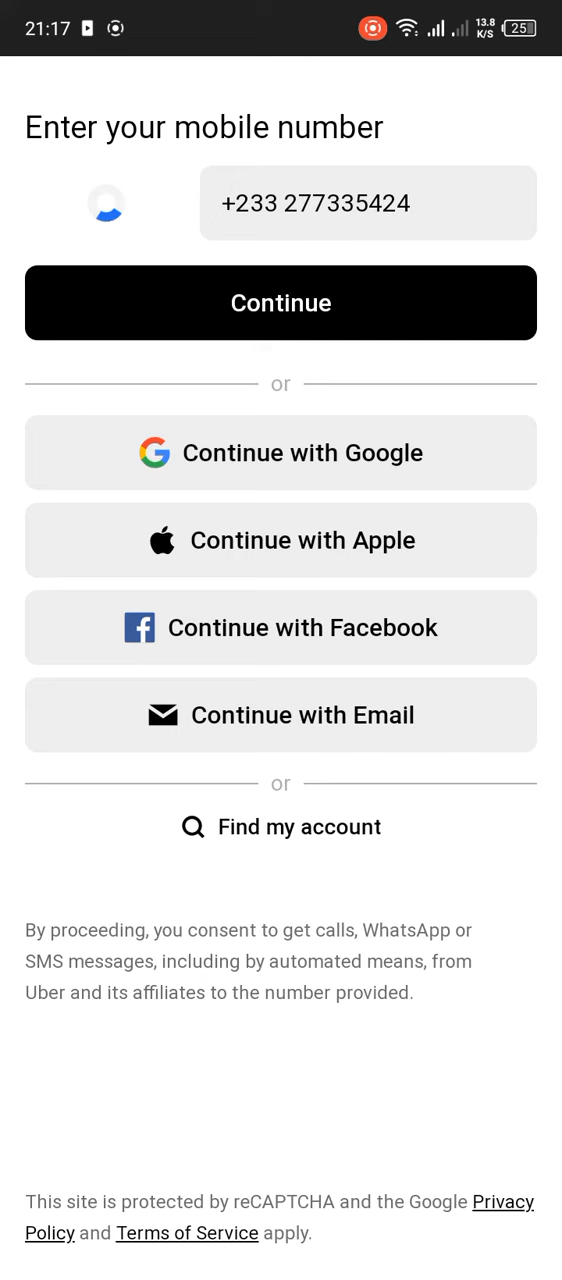 21:17
13.8
K/S
25
Enter your mobile number
+233 277335424
Continue
or
Continue with Google
Continue with Apple
Continue with Facebook
Continue with Email
or
Find my account
By proceeding, you consent to get calls, WhatsApp or
SMS messages, including by automated means, from
Uber and its affiliates to the number provided.
This site is protected by reCAPTCHA and the Google Privacy
Policy and Terms of Service apply.